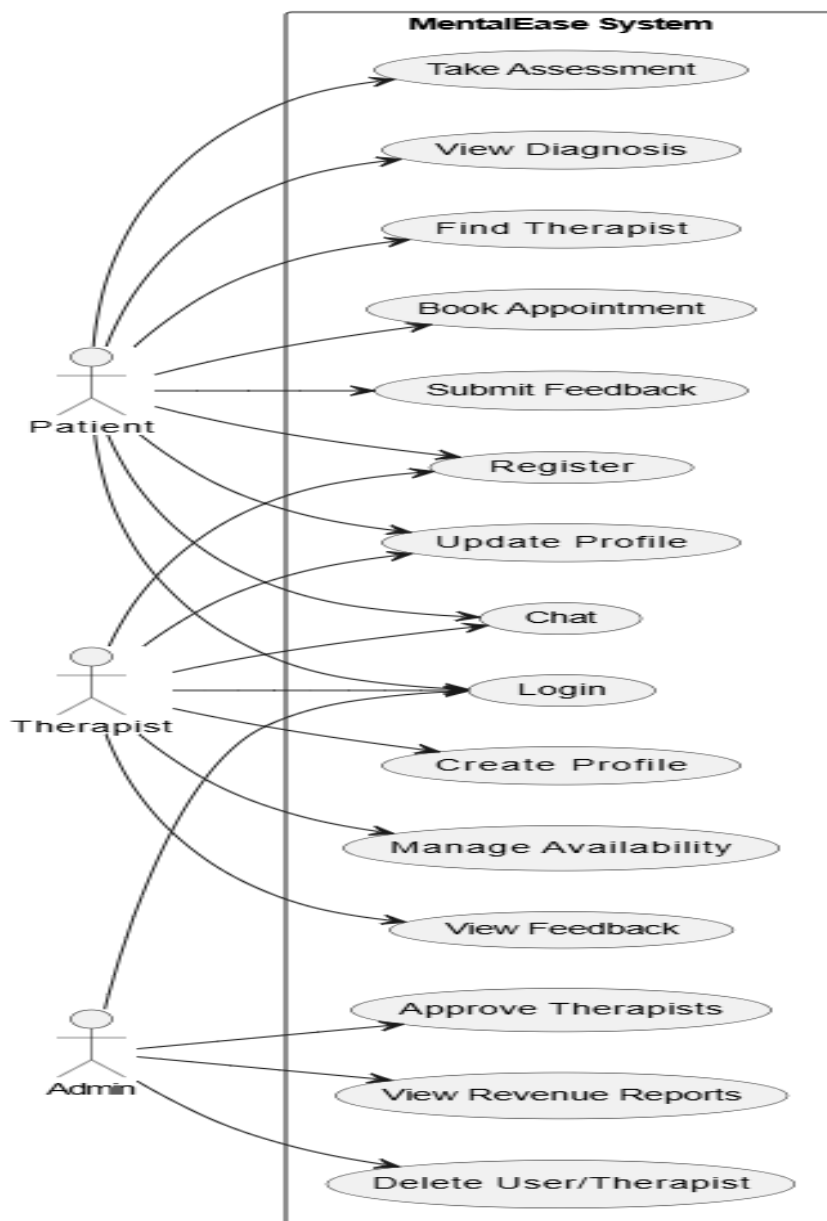 MentalEase System
Take Assessment
View Diagnosis
Find Therapist
Book Appointment
Submit Feedback
Patient
Register
Update Profile
Chat
Login
Therapist
Create Profile
Manage Availability
View Feedback
Approve Therapists
Admin
View Revenue Reports
Delete User/Therapist